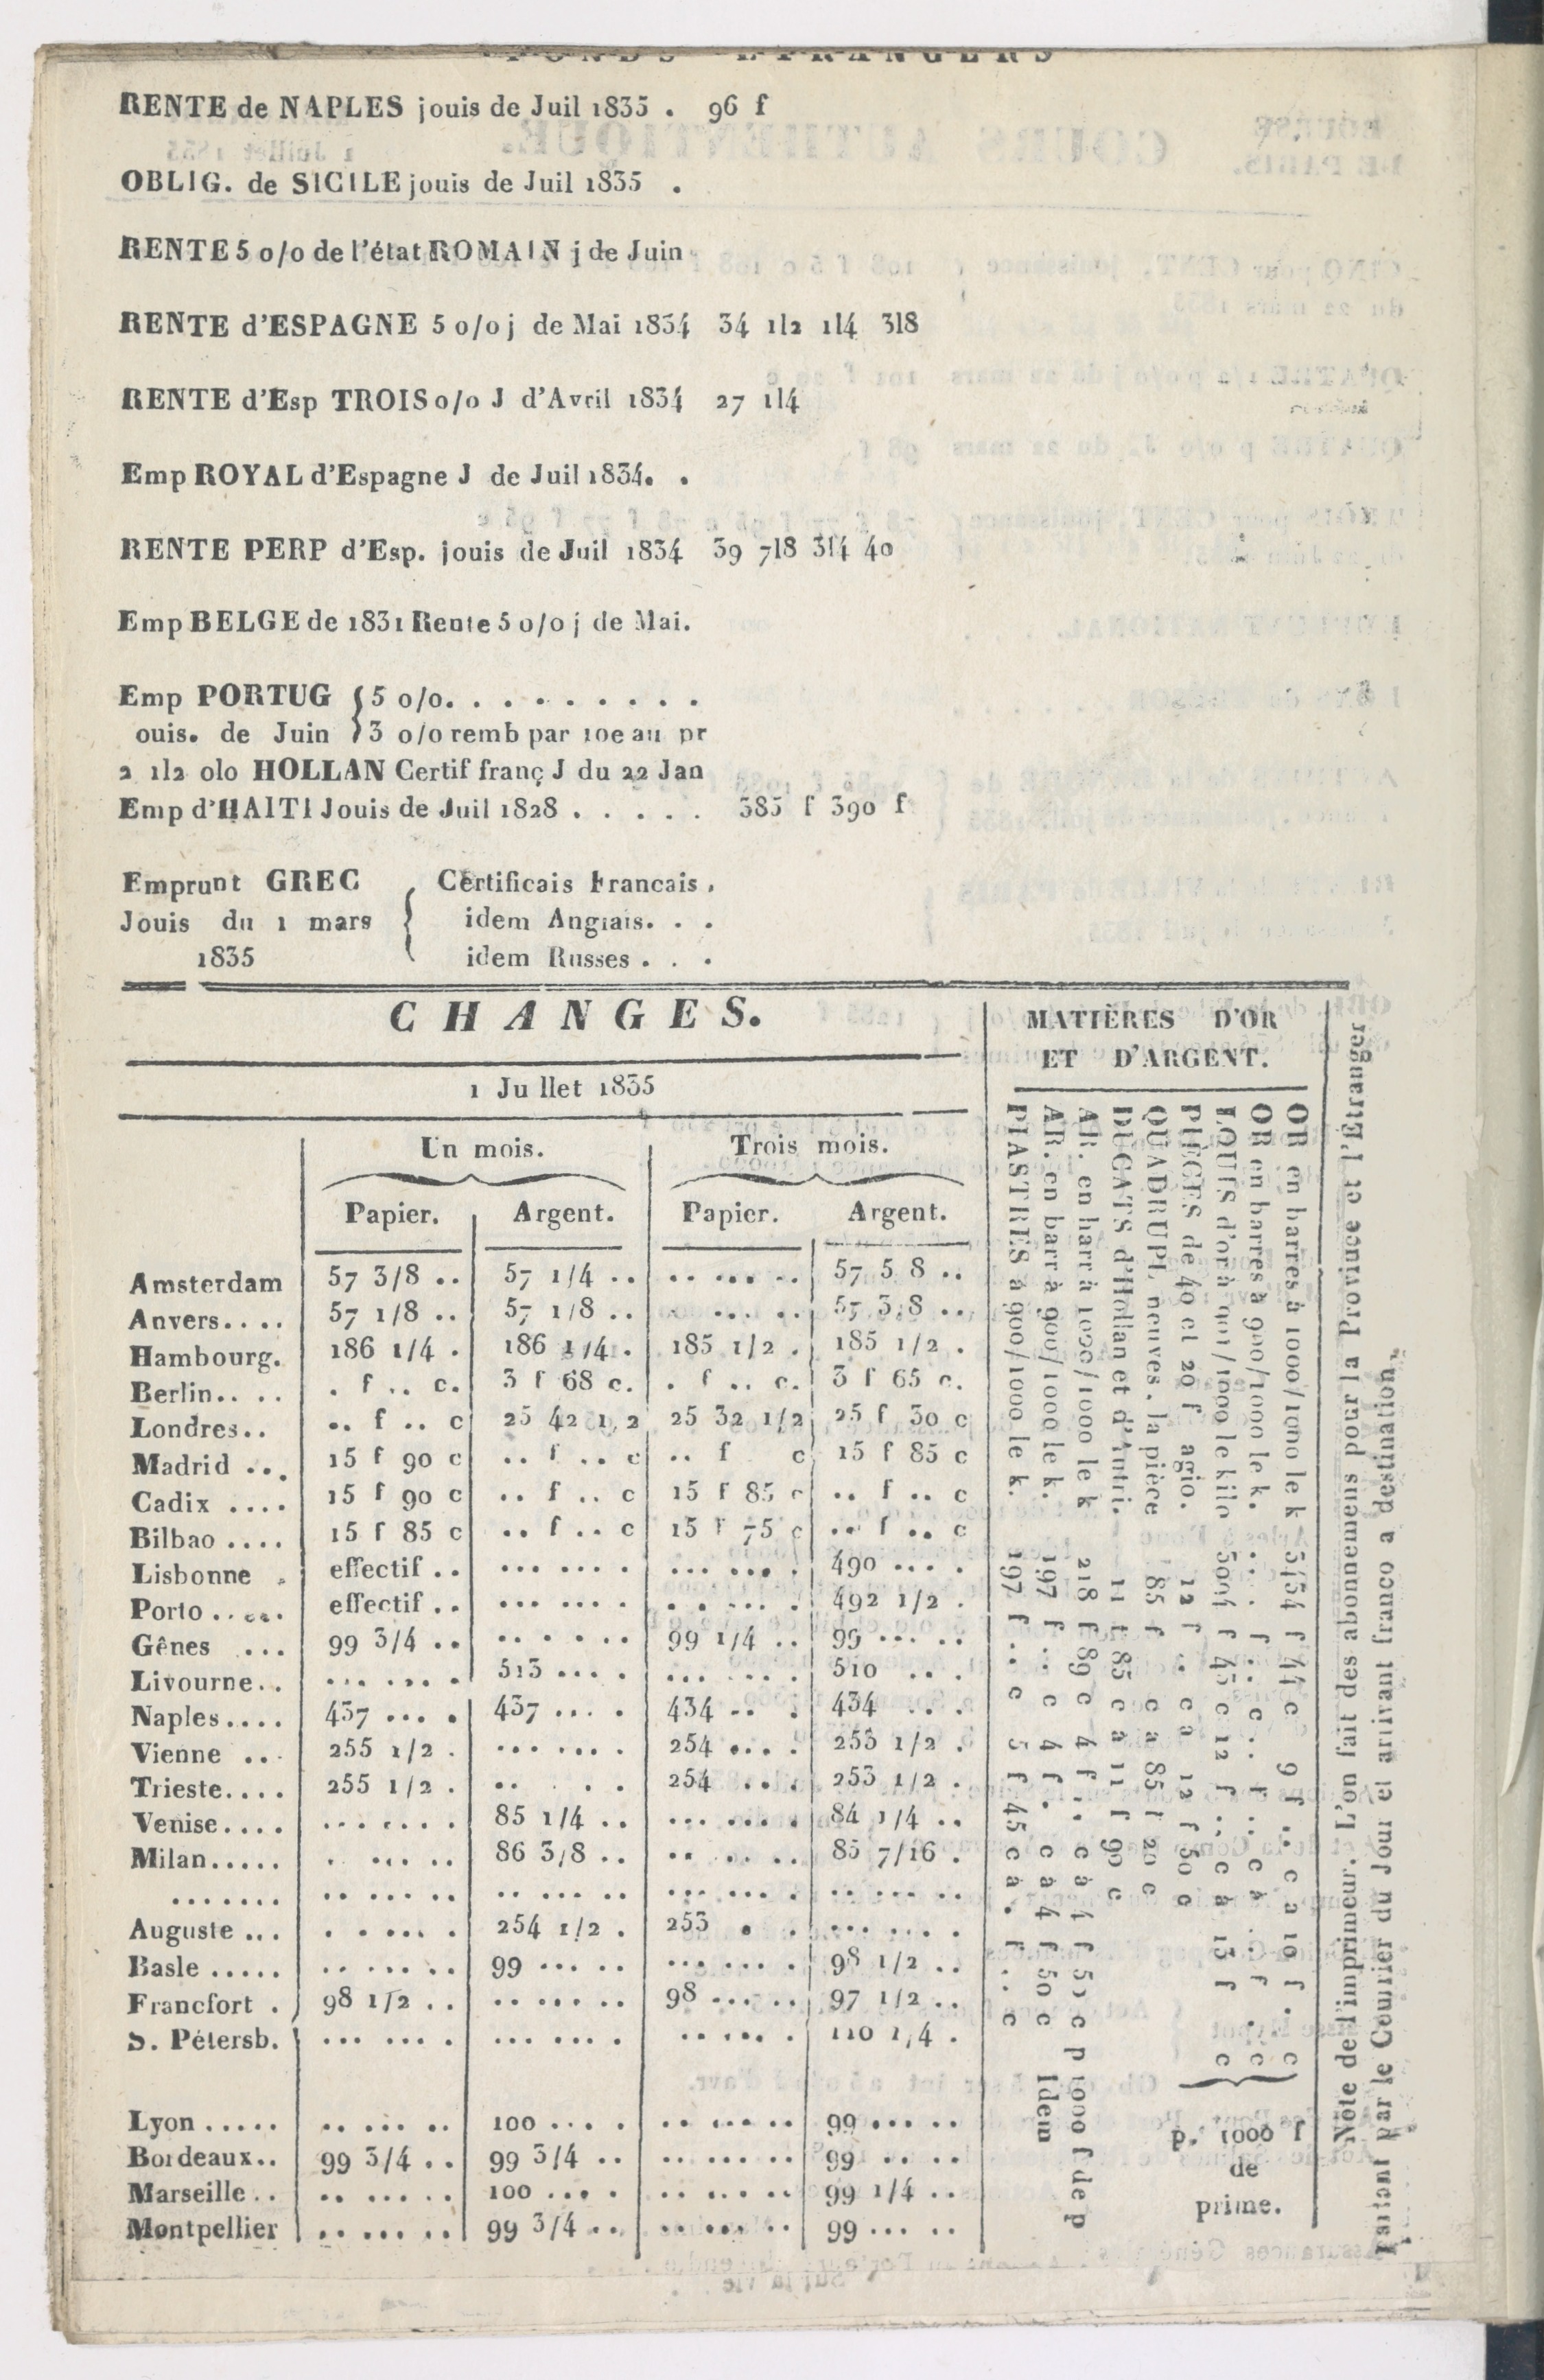 FONDS ETRANGERS
RENTE de NAPLES jouis de Juil 1835 . 96 f
OBLIG. de SICILE jouis de Juil 1835 .
RENTE 5 o/o de l'état ROMAIN j de Juin
RENTE d'ESPAGNE 5 o/o j de Mai 1834 34 1l2 1l4 3l8
RENTE d'Esp TROIS o/o J d'Avril 1834 27 1l4
Emp ROYAL d'Espagne J de Juil 1834. .
RENTE PERP d'Esp. jouis de Juil 1834 39 7l8 3l4 40
Emp BELGE de 1831 Rente 5 o/o j de Mai.
Emp PORTUG { 5 o/o. . . . . . . . .
ouis. de Juin } 3 o/o remb par 10e au pr
2 1l2 olo HOLLAN Certif franç J du 22 Jan
Emp d'HAITI Jouis de Juil 1828 . . . . . 385 f 390 f
Emprunt GREC { Certificais Francais .
Jouis du 1 mars idem Anglais. . .
1835 idem Russes . . .
CHANGES.
1 Ju llet 1835
Un mois. Trois mois.
Papier. Argent. Papier. Argent.
Amsterdam 57 3/8 .. 57 1/4 .. .. ... .. 57 5 8 ..
Anvers.... 57 1/8 .. 57 1/8 .. . ... .. 57 3/8 ..
Hambourg. 186 1/4 . 186 1/4 . 185 1/2 . 185 1/2 .
Berlin.. .. . f .. c. 3 f 68 c. . f .. c. 3 f 65 c.
Londres.. .. f .. c 25 42 1/2 25 32 1/2 25 f 30 c
Madrid ... 15 f 90 c .. f .. c .. f c 15 f 85 c
Cadix .... 15 f 90 c .. f .. c 15 f 85 c .. f .. c
Bilbao .... 15 f 85 c .. f .. c 15 f 75 c .. f .. c
Lisbonne . effectif .. ... ... . ... ... . 490 ... .
Porto ..... effectif .. ... ... . . . ... . 492 1/2 .
Gênes ... 99 3/4 .. .. . . .. 99 1/4 .. 99 ... ..
Livourne.. ... ... . 513 ... . ... ... . 510 ... .
Naples.... 437 ... . 437 ... . 434 .. . 434 ... .
Vienne ... 255 1/2 . ... ... . 254 ... . 253 1/2 .
Trieste.... 255 1/2 . .. . . 254 ... . 253 1/2 .
Venise.... ... ... . 85 1/4 .. ... ... . 84 1/4 ..
Milan..... . ... .. 86 3/8 .. .. ... .. 85 7/16 .
....... .. ... .. .. ... .. ... ... . .. ... ..
Auguste ... . . ... . 254 1/2 . 253 . . ... ... .
Basle ..... .. ... .. 99 ... .. ... ... . 98 1/2 ..
Francfort . 98 1/2 .. .. ... .. 98 ... .. 97 1/2 ..
S. Pétersb. ... ... . ... ... . .. ... . 110 1/4 .
Lyon ..... .. ... .. 100 ... . .. ... .. 99 ... ..
Bordeaux.. 99 3/4 .. 99 3/4 .. .. ... .. 99 .. ..
Marseille .. .. ... .. 100 ... . .. ... .. 99 1/4 ..
Montpellier .. ... .. 99 3/4 .. .. ... .. 99 ... ..
MATIÈRES D'OR
ET D'ARGENT.
OR en barres à 1000/1000 le k 3434 f 44 c 9 f .. c a 10 f . c
OR en barres à 900/1000 le k. ... f .. c .. f .. c à . f . c
LOUIS d'or à 901/1000 le kilo 3094 f 43 c 12 f .. c à 13 f c
PIÈCES de 40 et 20 f agio. 12 f .. c a 12 f 50 c
QUADRUPL neuves. la pièce 85 f c a 85 f 20 c
DUCATS d'Hollan et d'Autri. 11 f 85 c à 11 f 90 c
AR. en barr à 1000/1000 le k 218 f 89 c 4 f .. c à 4 f 50 c p 1000 f de p
AR. en barr à 900/1000 le k. 197 f .. c 4 f . c a 4 f 50 c Idem
PIASTRES à 900/1000 le k. 197 f .. c 5 f 45 c à . f .. c
p. 1000 f
de
prime.
Nôte de l'imprimeur. L'on fait des abonnemens pour la Province et l'Étranger
Partant par le Courrier du Jour et arrivant franco a destination.